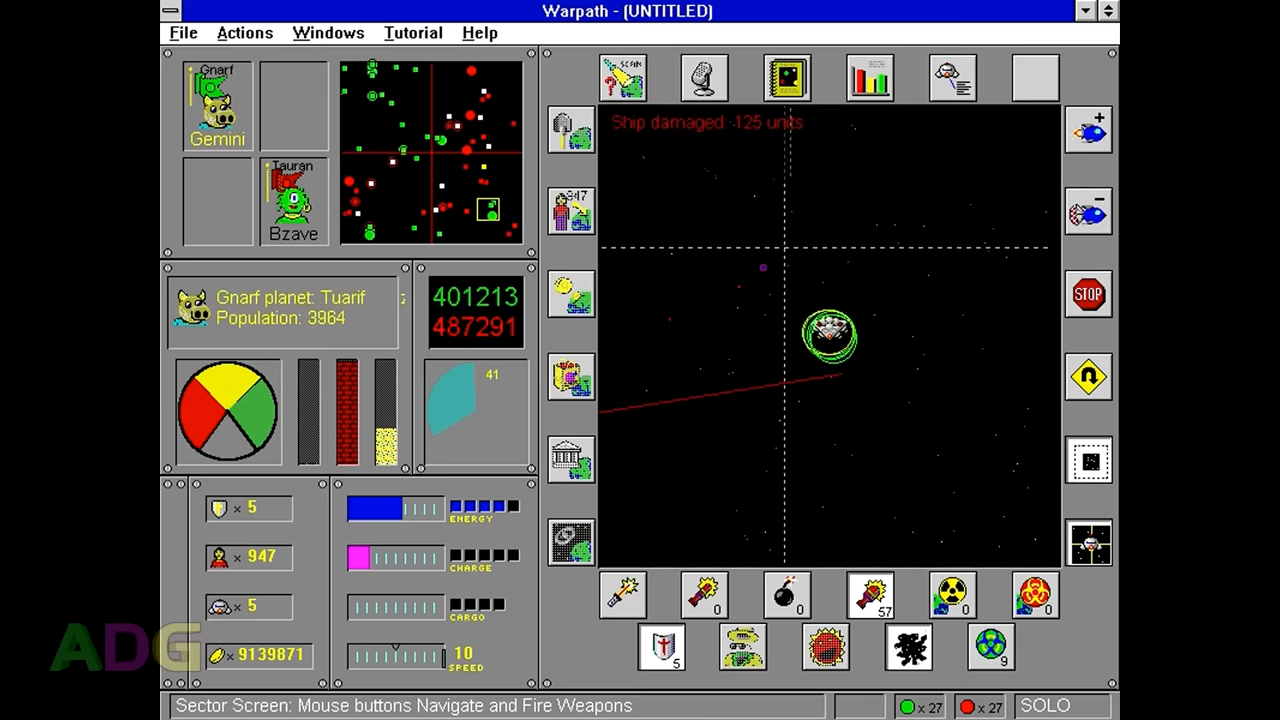 Warpath - (UNTITLED)
File Actions Windows Tutorial Help
Gnarf
Gemini
Tauran
Bzave
SCAN
?
947
Ship damaged 125 units
+
-
STOP
Gnarf planet: Tuarif
Population: 3964
401213
487291
41
× 5
× 947
× 5
× 9139871
ENERGY
CHARGE
CARGO
10
SPEED
0
0
57
0
0
5
9
ADG
Sector Screen: Mouse buttons Navigate and Fire Weapons
x 27
x 27
SOLO